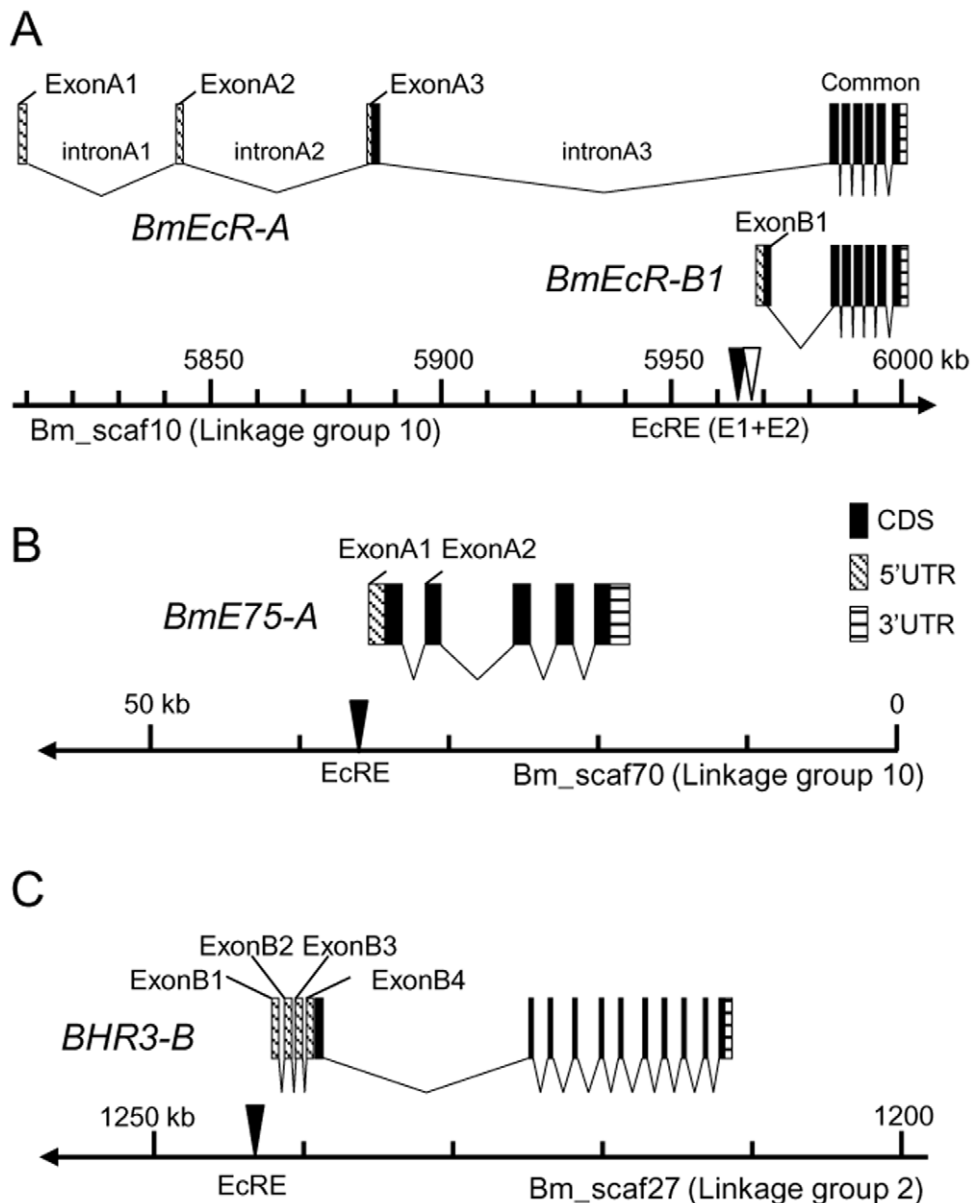 A
ExonA1 ExonA2 ExonA3 Common
intronA1 intronA2 intronA3
BmEcR-A
ExonB1
BmEcR-B1
5850 5900 5950 6000 kb
Bm_scaf10 (Linkage group 10) EcRE (E1+E2)
CDS
5'UTR
3'UTR
B
ExonA1 ExonA2
BmE75-A
50 kb 0
EcRE Bm_scaf70 (Linkage group 10)
C
ExonB2 ExonB3
ExonB1 ExonB4
BHR3-B
1250 kb 1200
EcRE Bm_scaf27 (Linkage group 2)